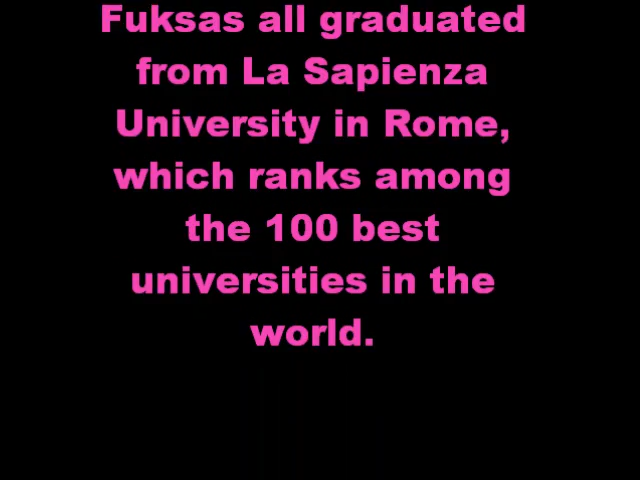 Fuksas all graduated
from La Sapienza
University in Rome,
which ranks among
the 100 best
universities in the
world.